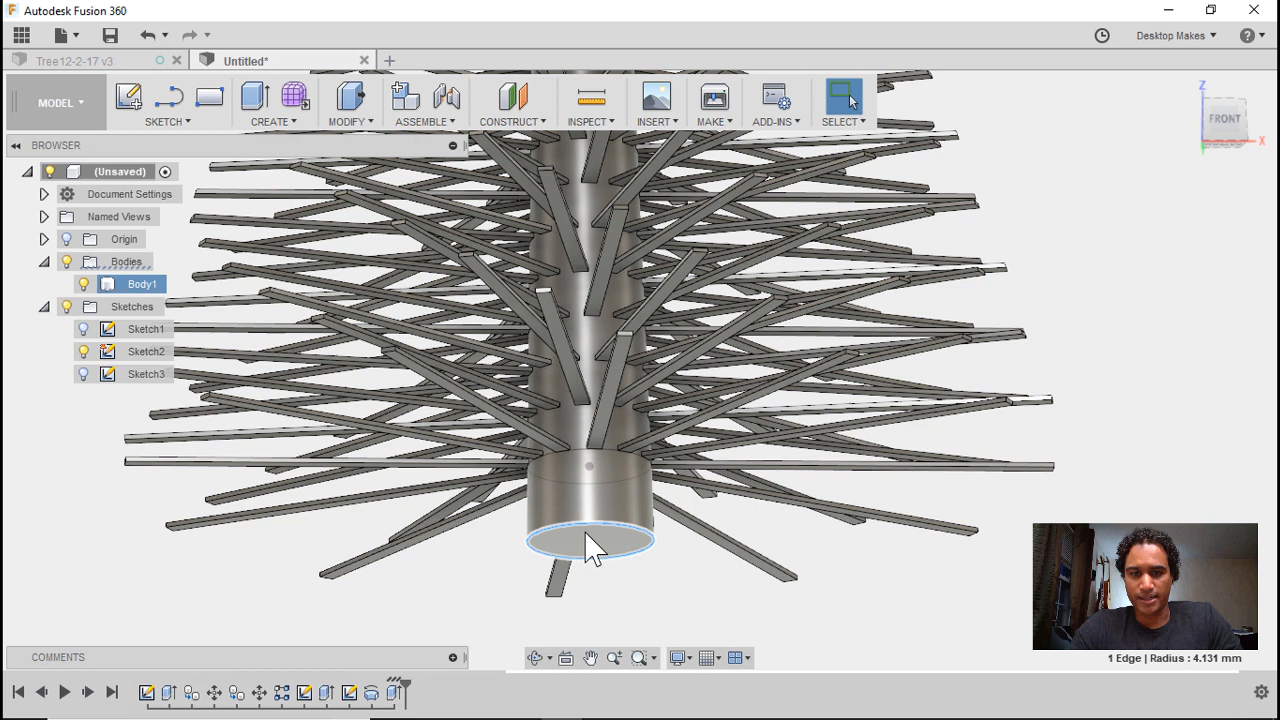 Autodesk Fusion 360
Desktop Makes
Tree12-2-17 v3
Untitled*
MODEL
SKETCH
CREATE
MODIFY
ASSEMBLE
CONSTRUCT
INSPECT
INSERT
MAKE
ADD-INS
SELECT
BROWSER
(Unsaved)
Document Settings
Named Views
Origin
Bodies
Body1
Sketches
Sketch1
Sketch2
Sketch3
Z
FRONT
X
COMMENTS
1 Edge | Radius : 4.131 mm